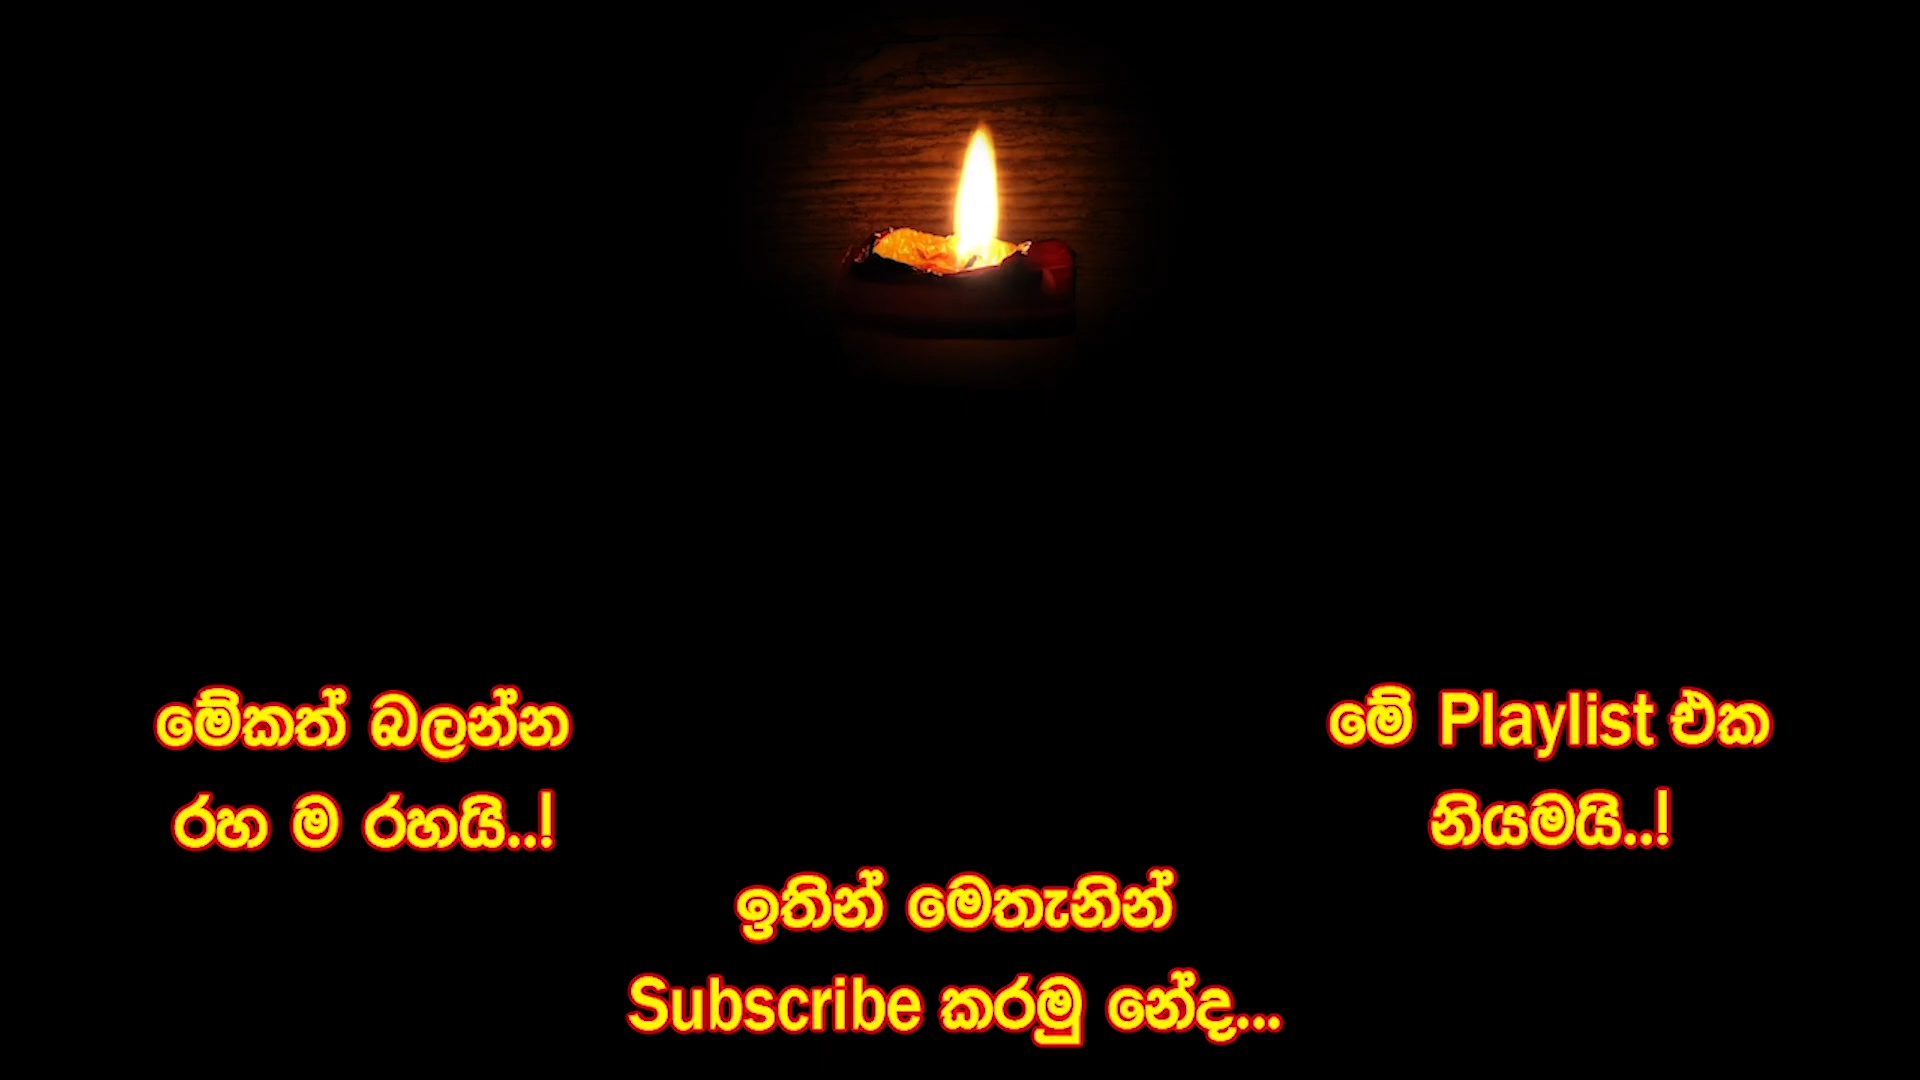 මේකත් බලන්න
රහ ම රහයි..!
මේ Playlist එක
නියමයි..!
ඉතින් මෙතැනින්
Subscribe කරමු නේද...